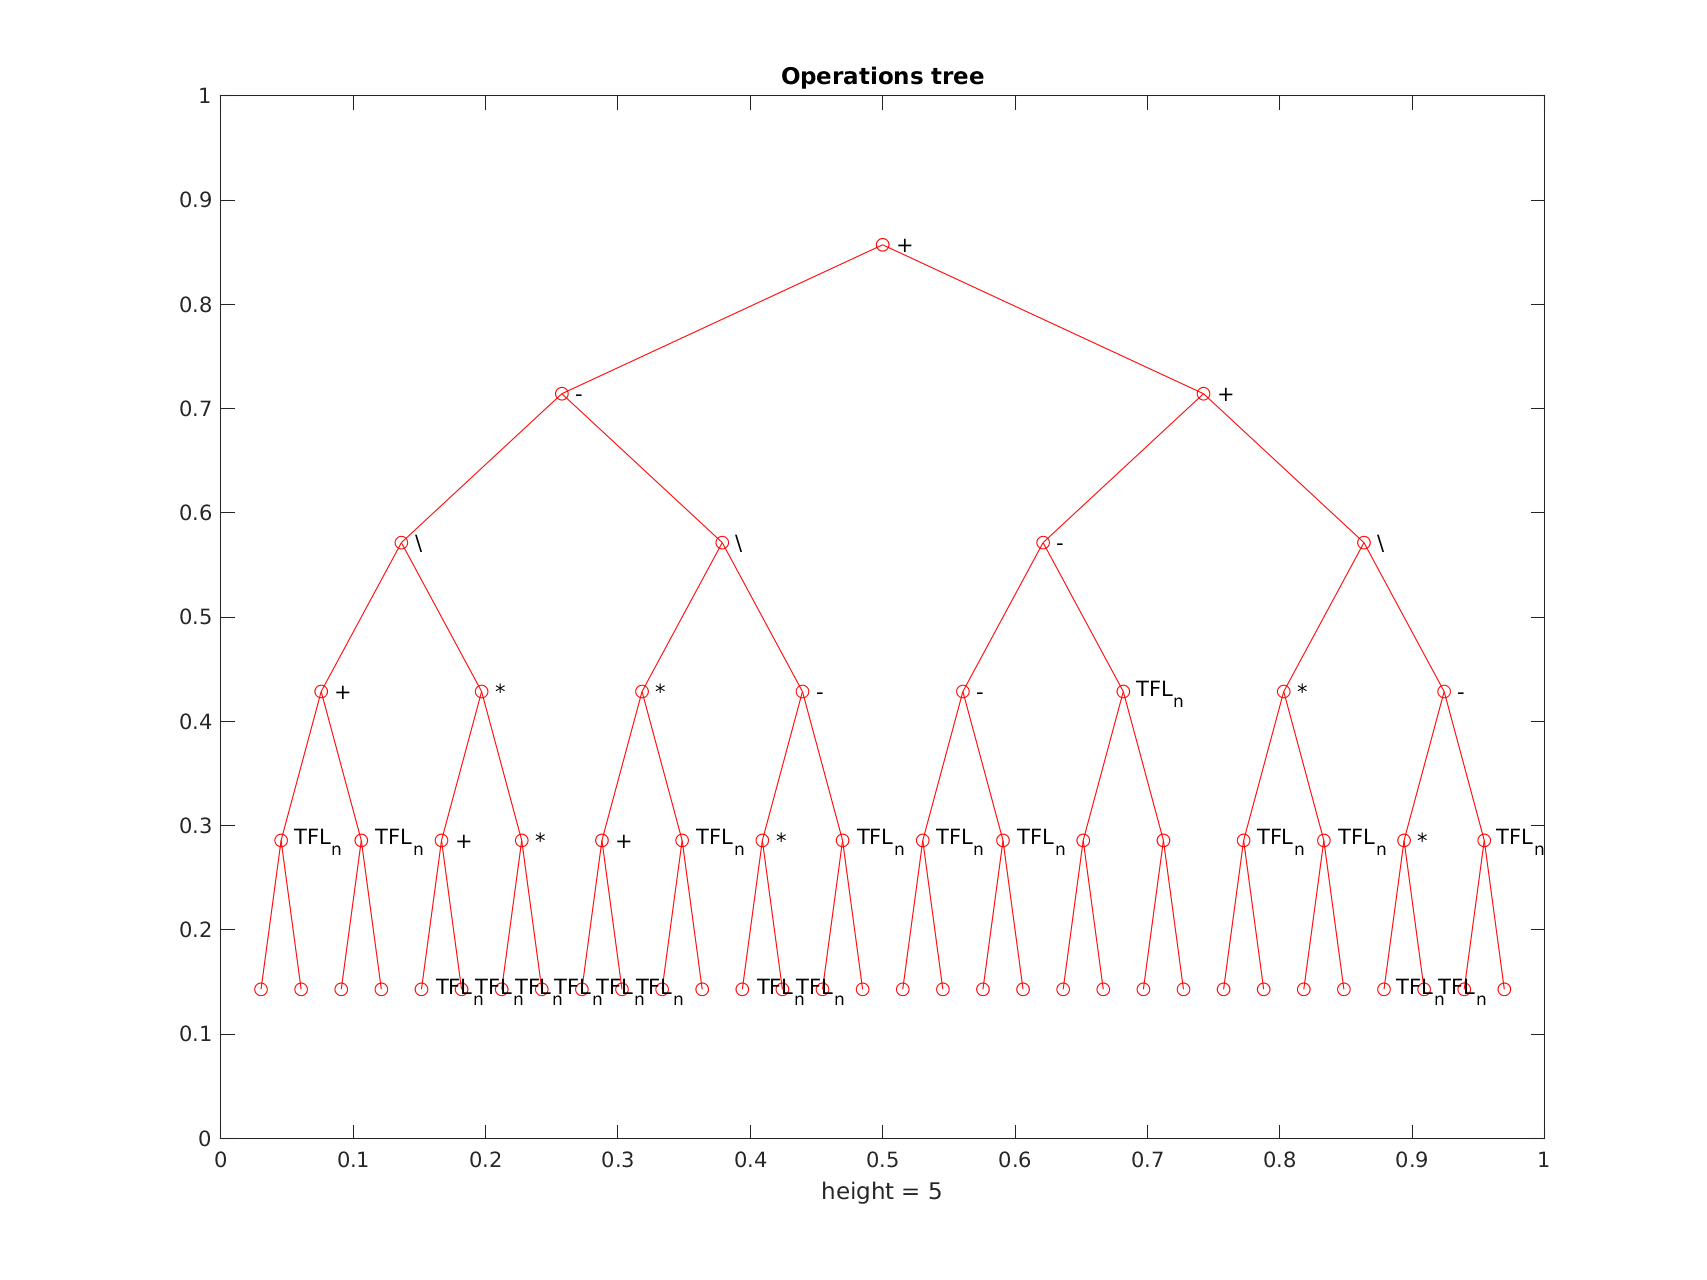 Operations tree
1
0.9
+
0.8
- +
0.7
0.6
\ \ - \
0.5
+ * * - - TFLn * -
0.4
0.3
TFLn TFLn + * + TFLn * TFLn TFLn TFLn TFLn TFLn * TFLn
0.2
TFLn TFLn TFLn TFLn TFLn TFLn TFLn TFLn TFLn TFLn
0.1
0
0 0.1 0.2 0.3 0.4 0.5 0.6 0.7 0.8 0.9 1
height = 5